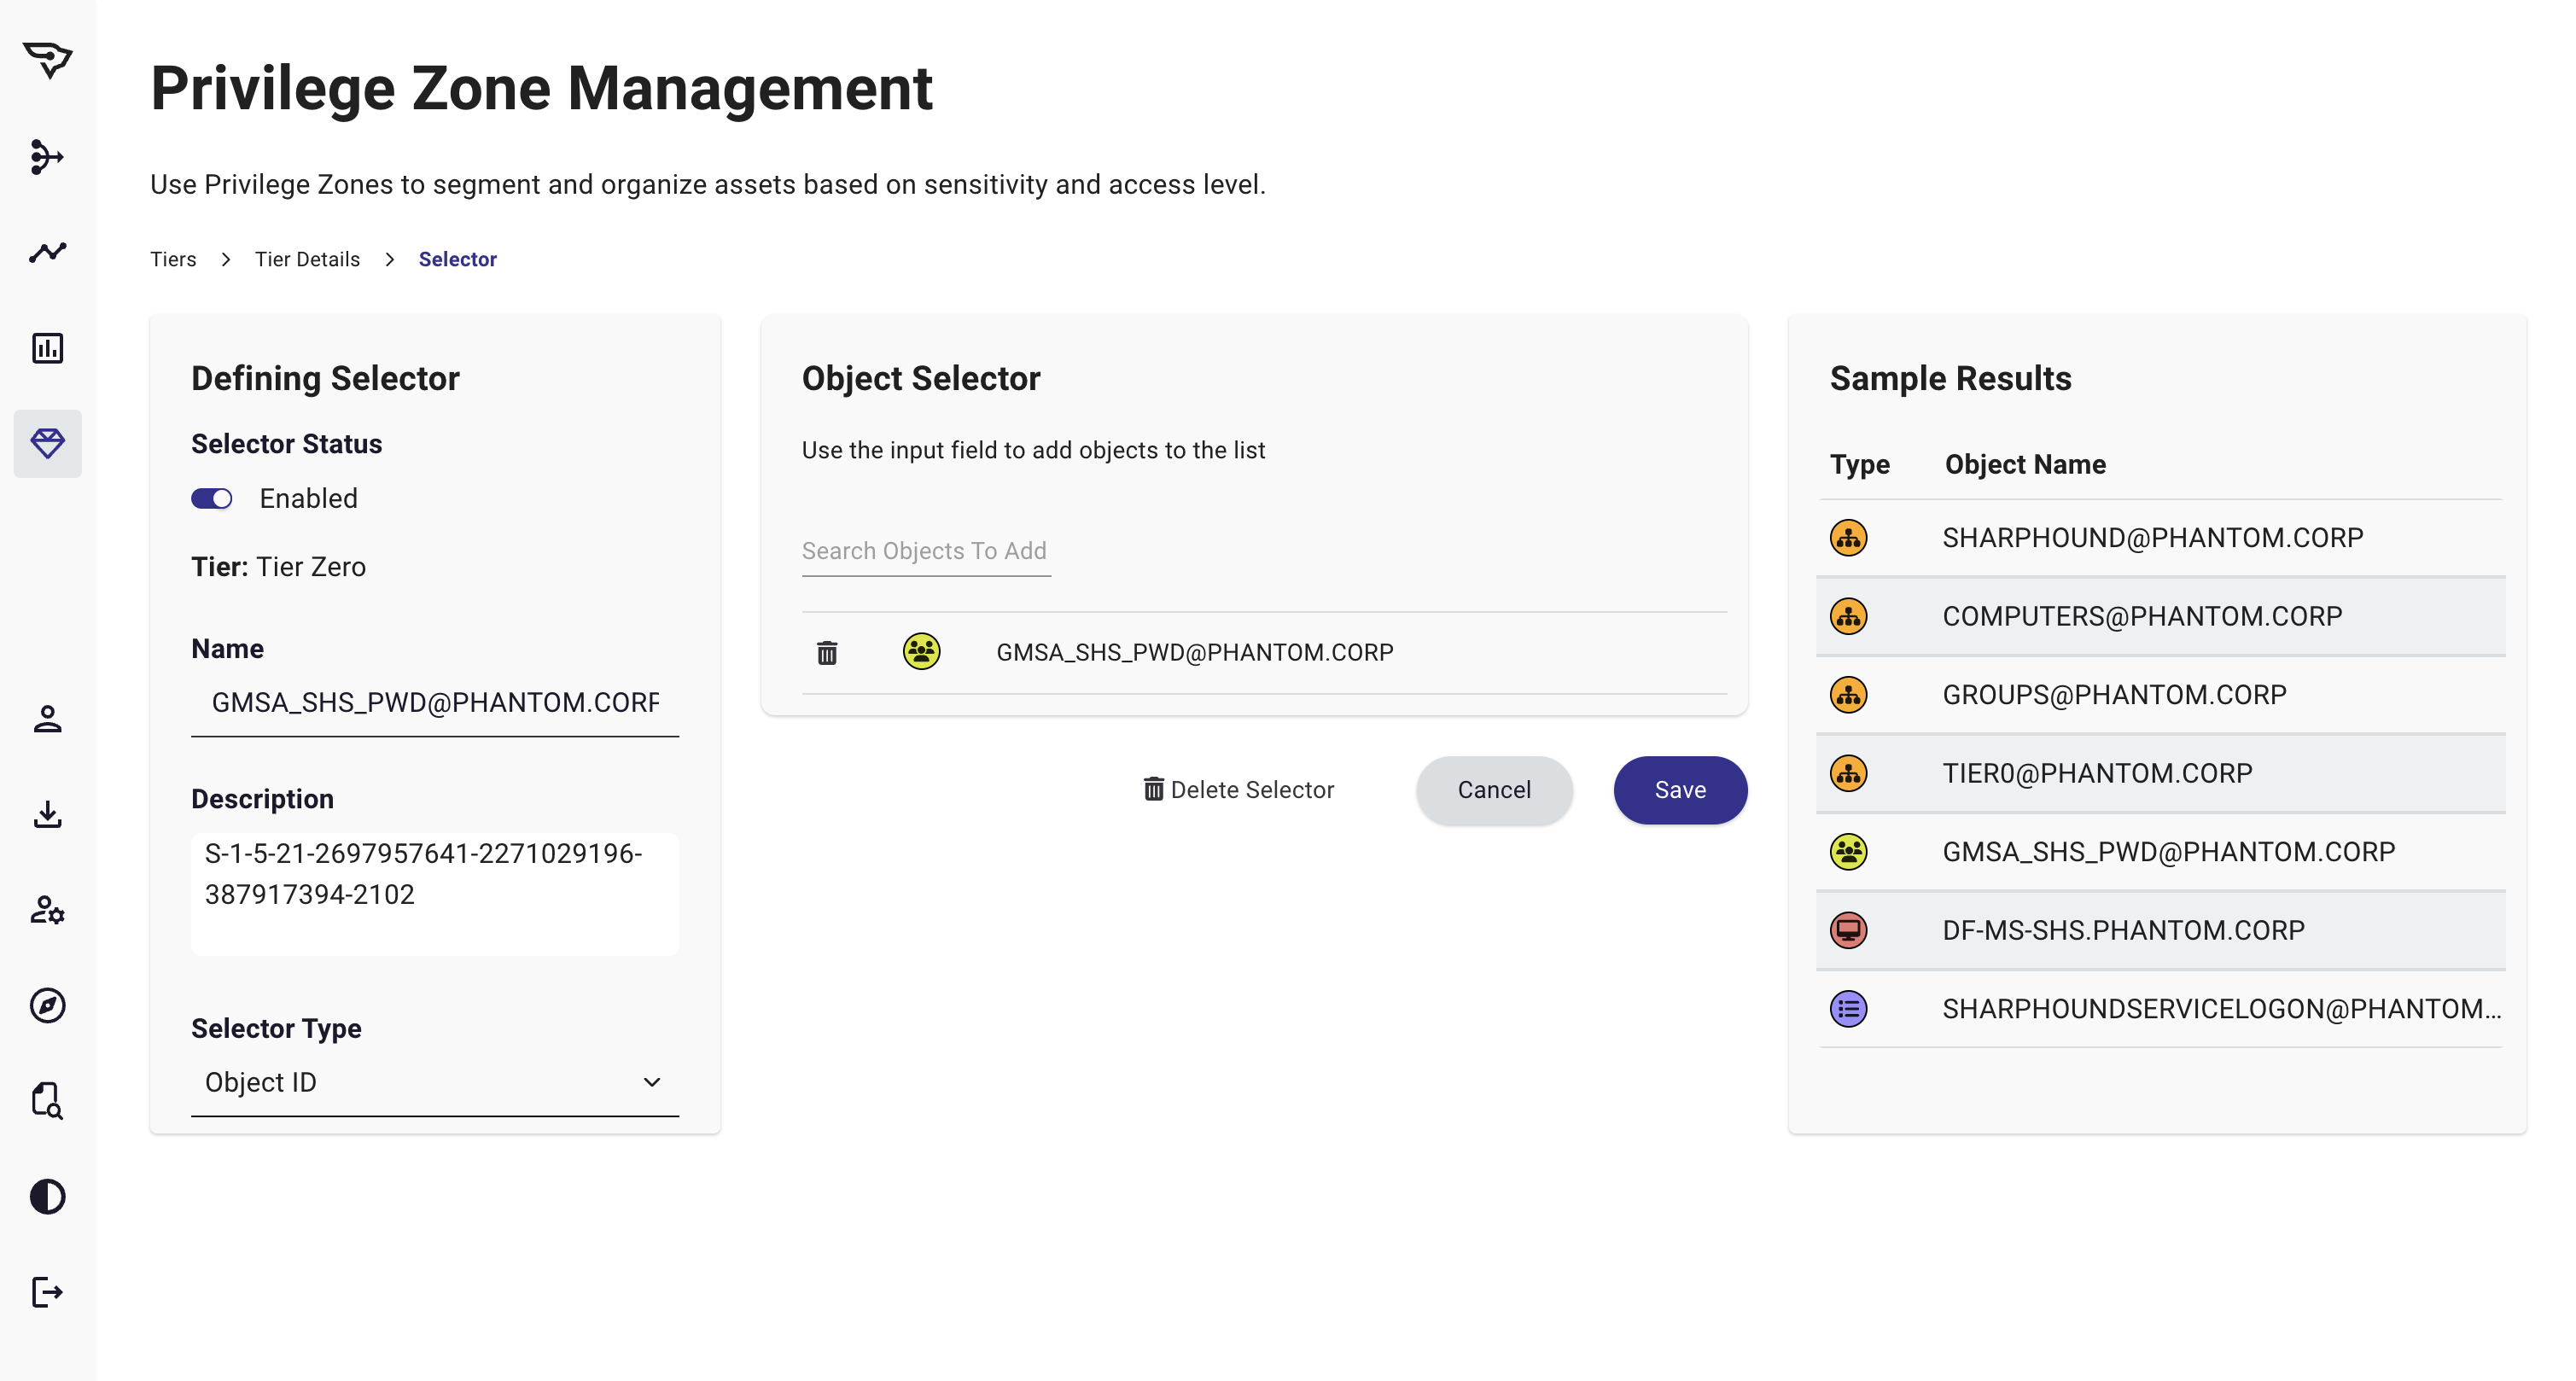 Privilege Zone Management
Use Privilege Zones to segment and organize assets based on sensitivity and access level.
Tiers
Tier Details
Selector
Defining Selector
Selector Status
Enabled
Tier: Tier Zero
Name
GMSA_SHS_PWD@PHANTOM.CORP
Description
S-1-5-21-2697957641-2271029196-
387917394-2102
Selector Type
Object ID
Object Selector
Use the input field to add objects to the list
Search Objects To Add
GMSA_SHS_PWD@PHANTOM.CORP
Delete Selector
Cancel
Save
Sample Results
Type Object Name
SHARPHOUND@PHANTOM.CORP
COMPUTERS@PHANTOM.CORP
GROUPS@PHANTOM.CORP
TIER0@PHANTOM.CORP
GMSA_SHS_PWD@PHANTOM.CORP
DF-MS-SHS.PHANTOM.CORP
SHARPHOUNDSERVICELOGON@PHANTOM...